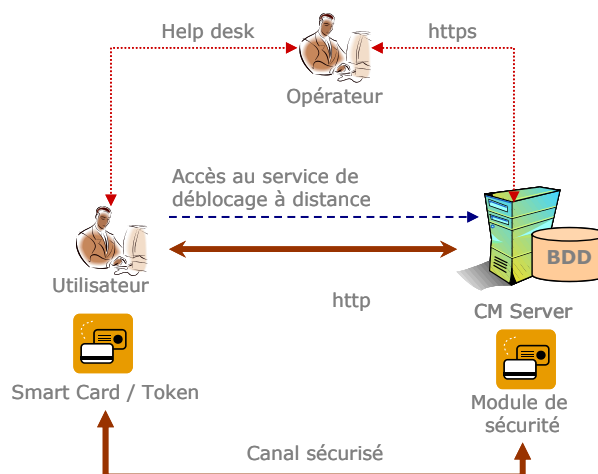 Help desk
https
Opérateur
Accès au service de
déblocage à distance
BDD
Utilisateur
http
CM Server
Smart Card / Token
Module de
sécurité
Canal sécurisé